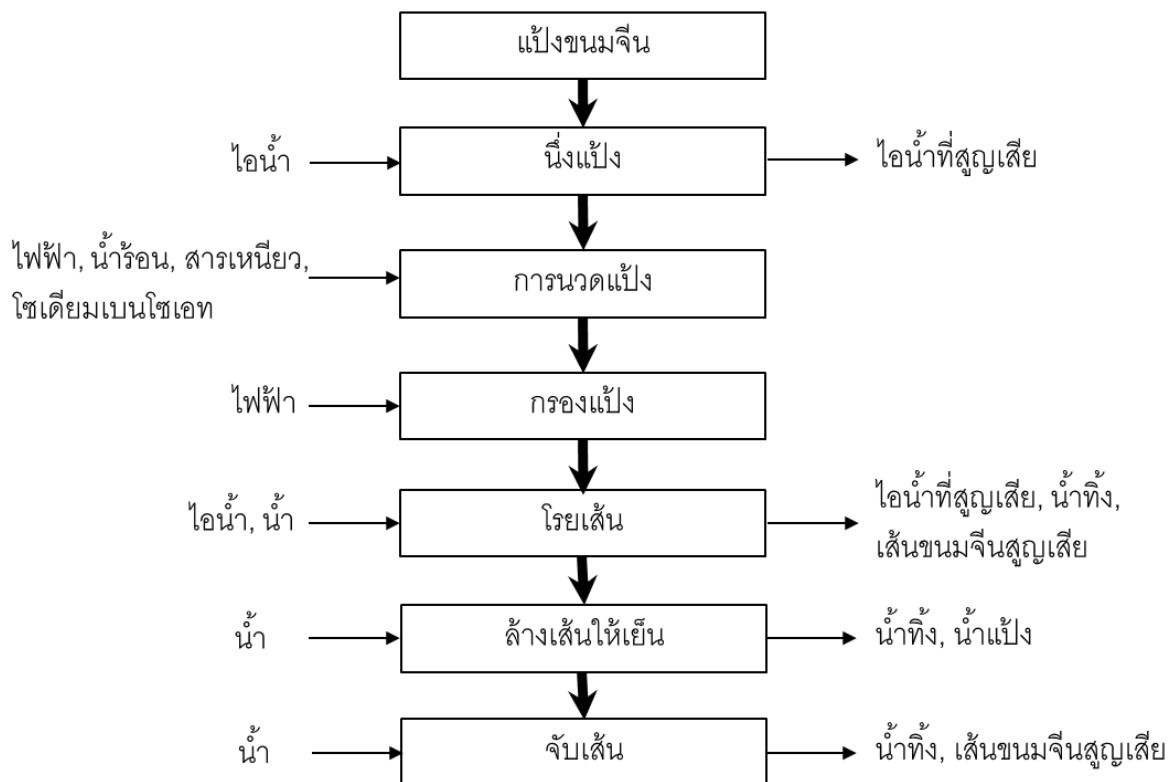 แป้งขนมจีน
ไอน้ำ
นึ่งแป้ง
ไอน้ำที่สูญเสีย
ไฟฟ้า, น้ำร้อน, สารเหนียว,
โซเดียมเบนโซเอท
การนวดแป้ง
ไฟฟ้า
กรองแป้ง
ไอน้ำ, น้ำ
โรยเส้น
ไอน้ำที่สูญเสีย, น้ำทิ้ง,
เส้นขนมจีนสูญเสีย
น้ำ
ล้างเส้นให้เย็น
น้ำทิ้ง, น้ำแป้ง
น้ำ
จับเส้น
น้ำทิ้ง, เส้นขนมจีนสูญเสีย